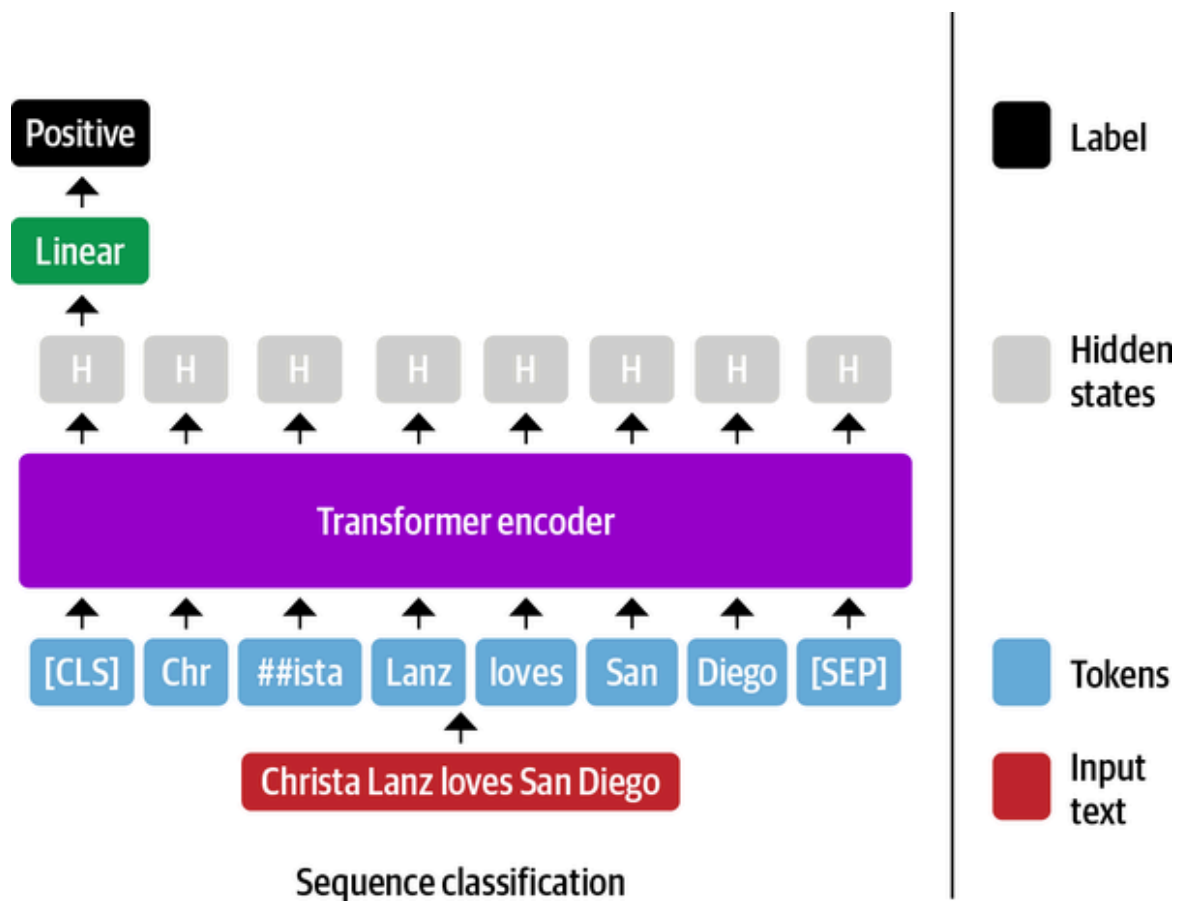 Positive
Label
Linear
H H H H H H H H
Hidden
states
Transformer encoder
[CLS] Chr ##ista Lanz loves San Diego [SEP]
Tokens
Christa Lanz loves San Diego
Input
text
Sequence classification